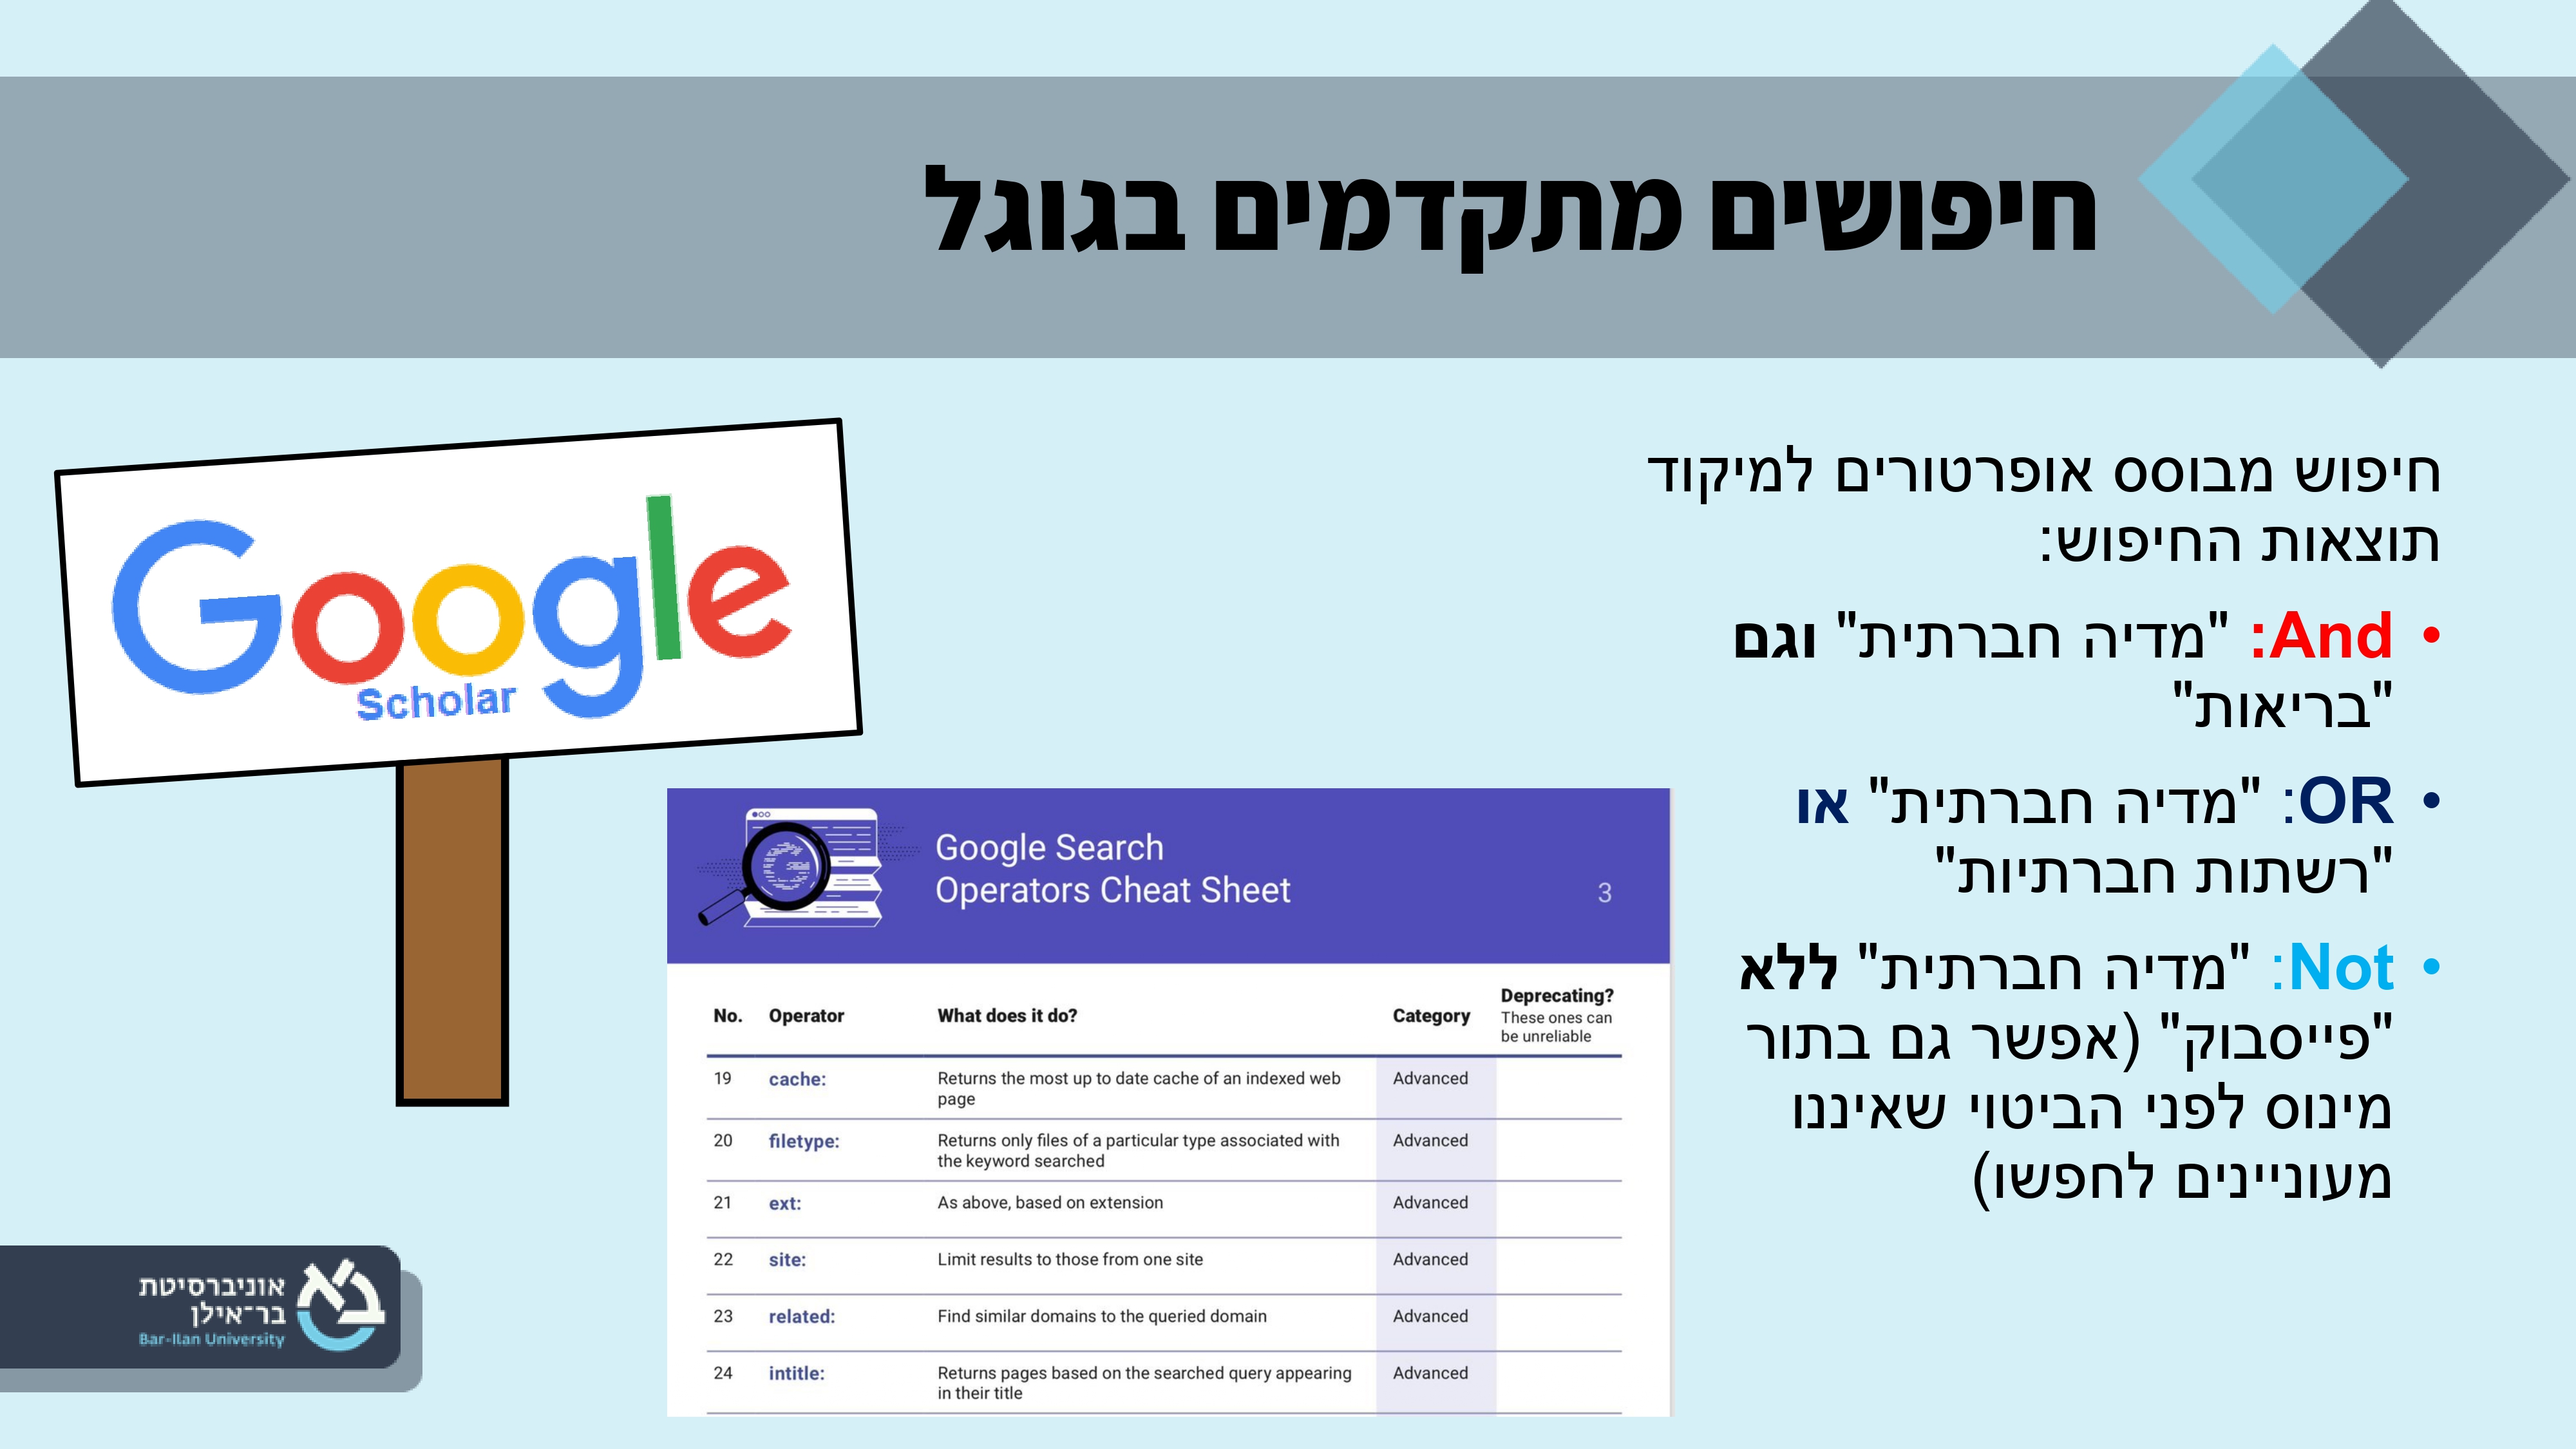 חיפושים מתקדמים בגוגל
חיפוש מבוסס אופרטורים למיקוד
תוצאות החיפוש:
• And: "מדיה חברתית" וגם
"בריאות"
• OR: "מדיה חברתית" או
"רשתות חברתיות"
• Not: "מדיה חברתית" ללא
"פייסבוק" (אפשר גם בתור
מינוס לפני הביטוי שאיננו
מעוניינים לחפשו)
Google
Scholar
Google Search
Operators Cheat Sheet
3
No. Operator What does it do? Category Deprecating?
These ones can
be unreliable
19 cache: Returns the most up to date cache of an indexed web Advanced
page
20 filetype: Returns only files of a particular type associated with Advanced
the keyword searched
21 ext: As above, based on extension Advanced
22 site: Limit results to those from one site Advanced
23 related: Find similar domains to the queried domain Advanced
24 intitle: Returns pages based on the searched query appearing Advanced
in their title
אוניברסיטת
בר־אילן
Bar-Ilan University